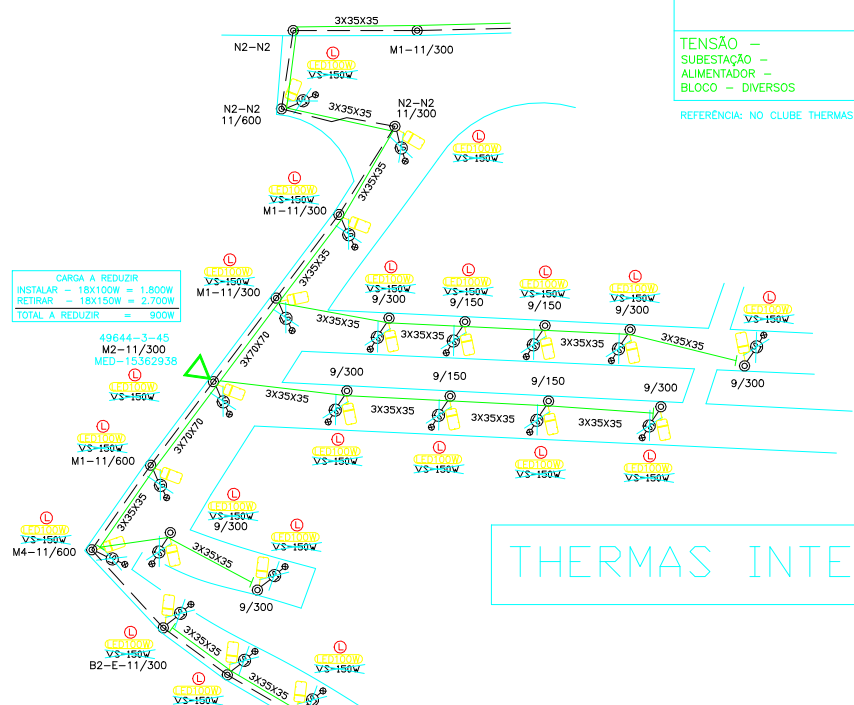 3X35X35
N2-N2
M1-11/300
L
LED100W
VS-150W
TENSÃO –
SUBESTAÇÃO –
ALIMENTADOR –
BLOCO – DIVERSOS
REFERÊNCIA: NO CLUBE THERMAS
N2-N2
11/600
3X35X35
N2-N2
11/300
L
LED100W
VS-150W
L
LED100W
VS-150W
M1-11/300
3X35X35
L
LED100W
VS-150W
M1-11/300
3X35X35
CARGA A REDUZIR
INSTALAR – 18X100W = 1.800W
RETIRAR – 18X150W = 2.700W
TOTAL A REDUZIR = 900W
L
LED100W
VS-150W
9/300
L
LED100W
VS-150W
9/150
L
LED100W
VS-150W
9/150
L
LED100W
VS-150W
9/300
L
LED100W
VS-150W
3X35X35
3X35X35
3X35X35
3X35X35
3X35X35
49644-3-45
M2-11/300
MED-15362938
L
LED100W
VS-150W
3X70X70
9/300
9/150
9/150
9/300
9/300
3X35X35
3X35X35
3X35X35
3X35X35
3X70X70
L
LED100W
VS-150W
M1-11/600
L
LED100W
VS-150W
L
LED100W
VS-150W
L
LED100W
VS-150W
L
LED100W
VS-150W
3X35X35
L
LED100W
VS-150W
9/300
L
LED100W
VS-150W
L
LED100W
VS-150W
M4-11/600
3X35X35
9/300
THERMAS INTE
L
LED100W
VS-150W
B2-E-11/300
3X35X35
L
LED100W
VS-150W
3X35X35
L
LED100W
VS-150W